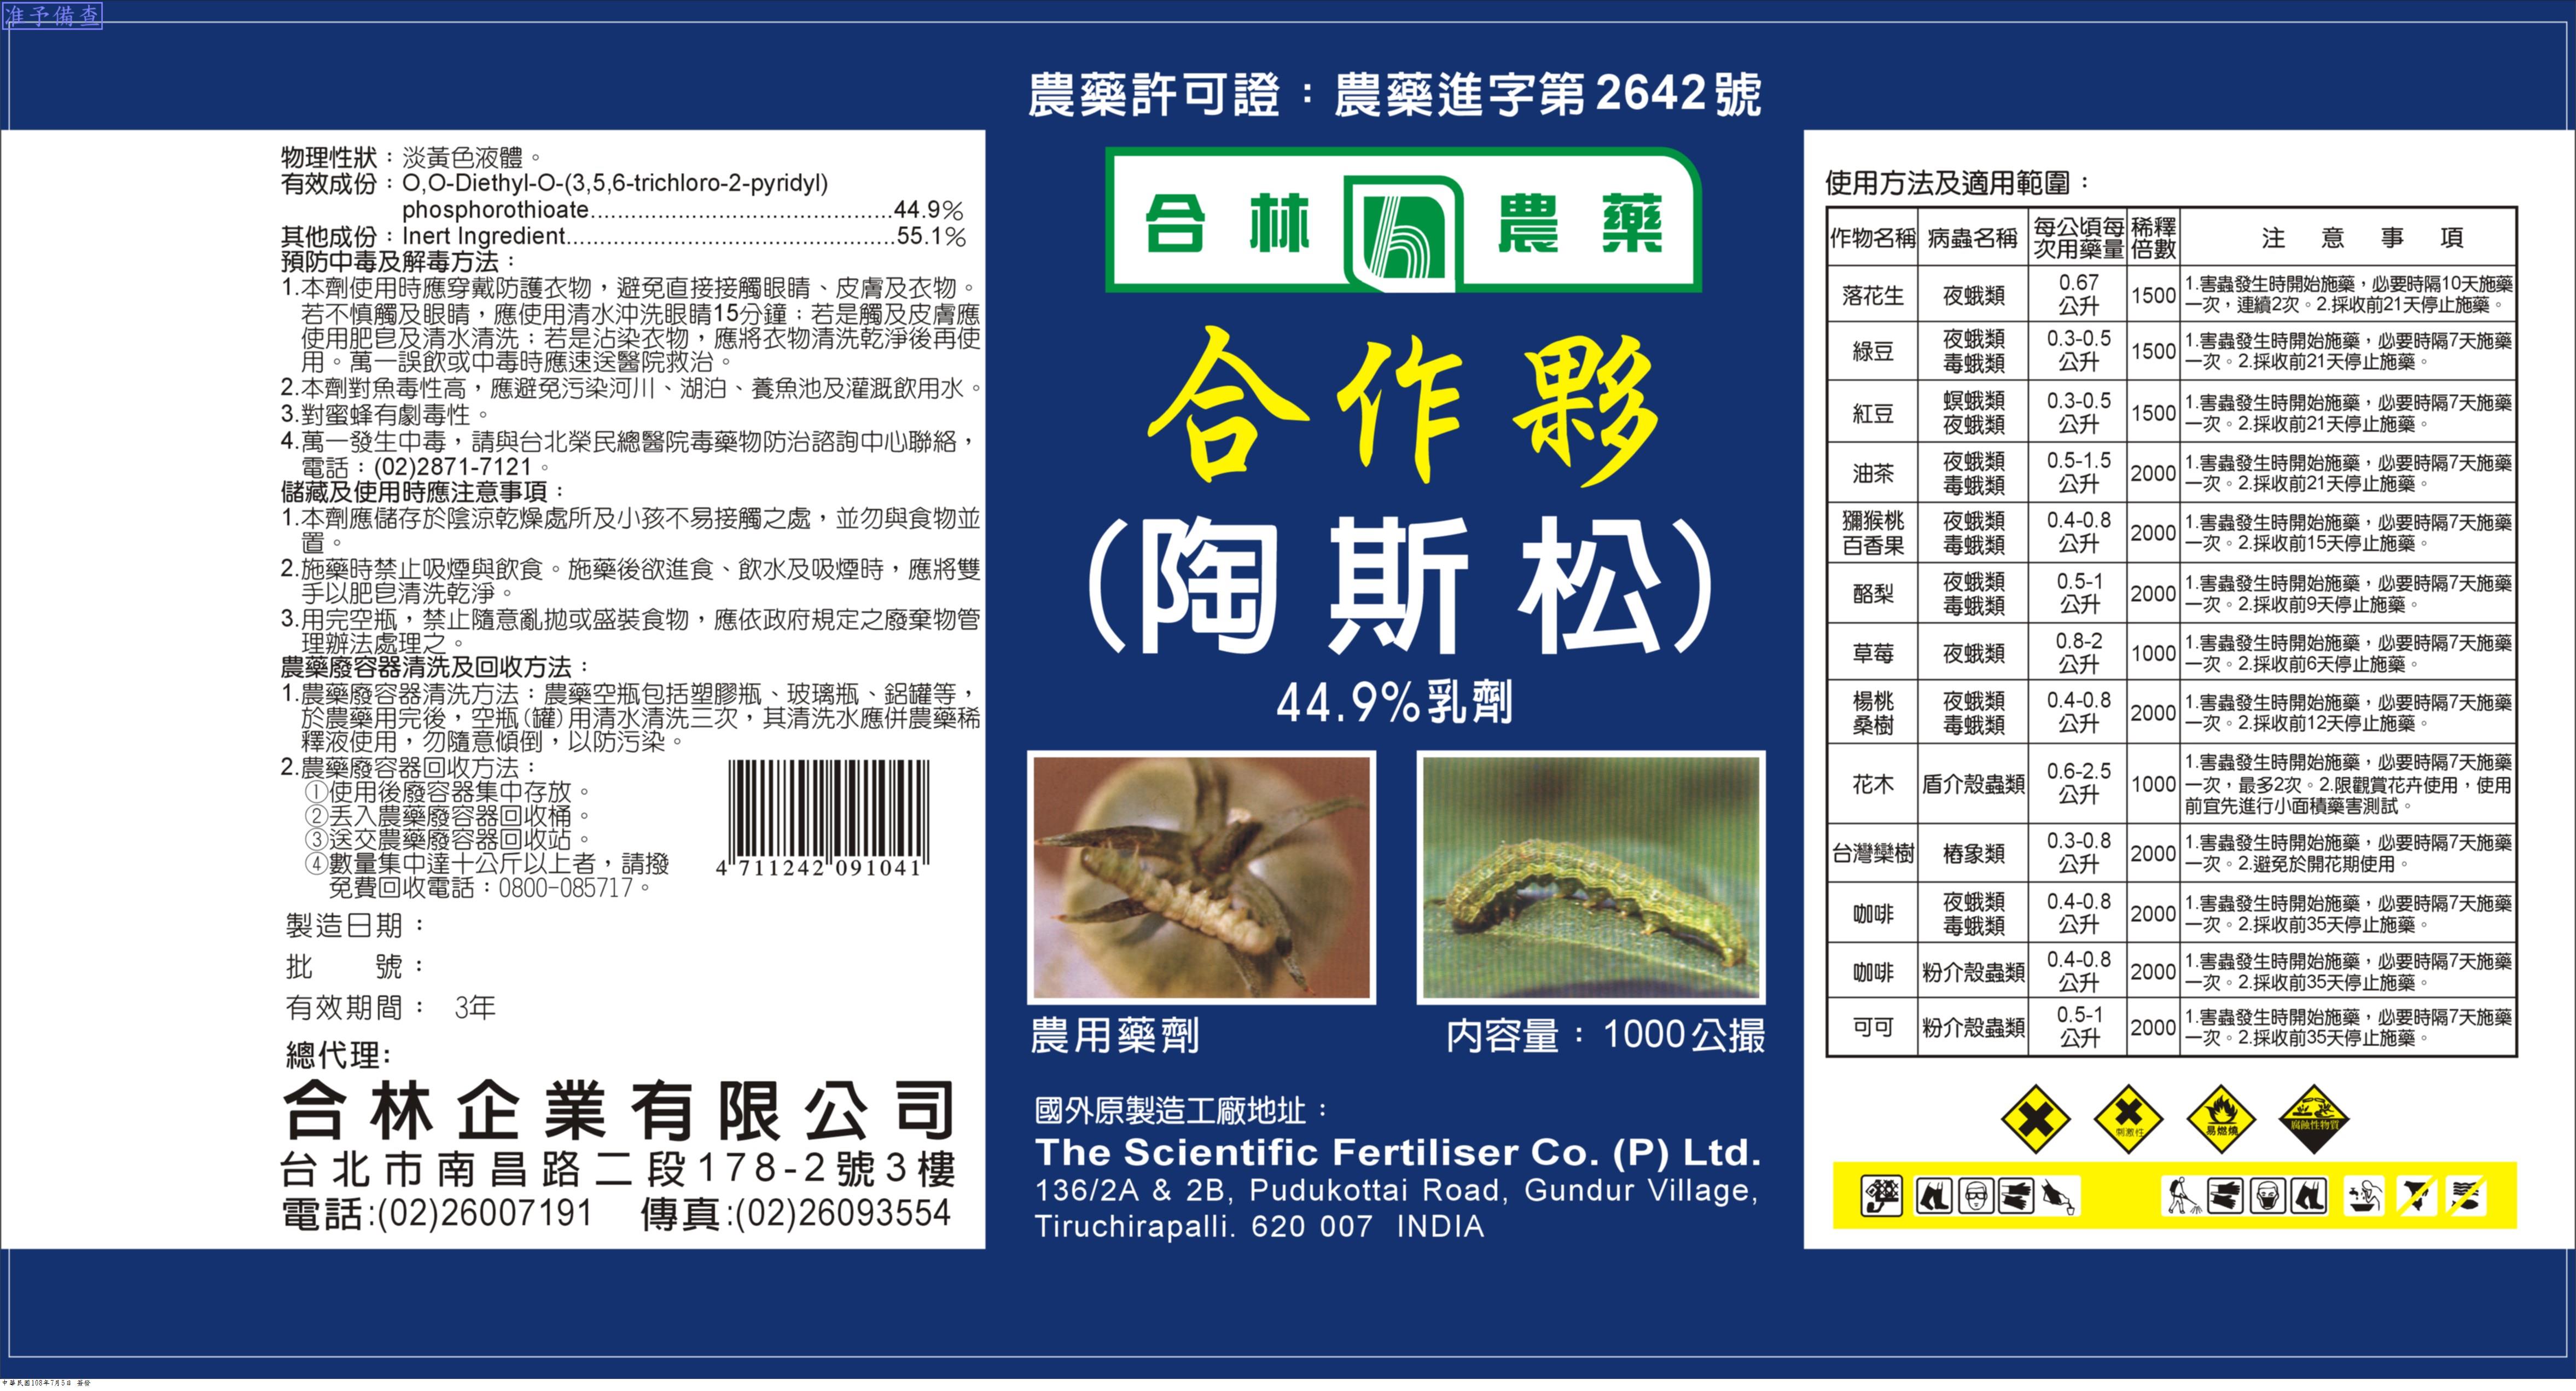 准予備查
農藥許可證：農藥進字第2642號
物理性狀：淡黃色液體。
有效成份：O,O-Diethyl-O-(3,5,6-trichloro-2-pyridyl)
phosphorothioate............................................44.9%
其他成份：Inert Ingredient................................................55.1%
預防中毒及解毒方法：
1.本劑使用時應穿戴防護衣物，避免直接接觸眼睛、皮膚及衣物。
若不慎觸及眼睛，應使用清水沖洗眼睛15分鐘；若是觸及皮膚應
使用肥皂及清水清洗；若是沾染衣物，應將衣物清洗乾淨後再使
用。萬一誤飲或中毒時應速送醫院救治。
2.本劑對魚毒性高，應避免污染河川、湖泊、養魚池及灌溉飲用水。
3.對蜜蜂有劇毒性。
4.萬一發生中毒，請與台北榮民總醫院毒藥物防治諮詢中心聯絡，
電話：(02)2871-7121。
儲藏及使用時應注意事項：
1.本劑應儲存於陰涼乾燥處所及小孩不易接觸之處，並勿與食物並
置。
2.施藥時禁止吸煙與飲食。施藥後欲進食、飲水及吸煙時，應將雙
手以肥皂清洗乾淨。
3.用完空瓶，禁止隨意亂拋或盛裝食物，應依政府規定之廢棄物管
理辦法處理之。
農藥廢容器清洗及回收方法：
1.農藥廢容器清洗方法：農藥空瓶包括塑膠瓶、玻璃瓶、鋁罐等，
於農藥用完後，空瓶(罐)用清水清洗三次，其清洗水應併農藥稀
釋液使用，勿隨意傾倒，以防污染。
2.農藥廢容器回收方法：
①使用後廢容器集中存放。
②丟入農藥廢容器回收桶。
③送交農藥廢容器回收站。
④數量集中達十公斤以上者，請撥
免費回收電話：0800-085717。
4 711242 091041
製造日期：
批　　號：
有效期間：　3年
總代理:
合林企業有限公司
台北市南昌路二段178-2號3樓
電話:(02)26007191　傳真:(02)26093554
合林　農藥
合作夥
(陶斯松)
44.9%乳劑
農用藥劑　內容量：1000公撮
國外原製造工廠地址：
The Scientific Fertiliser Co. (P) Ltd.
136/2A & 2B, Pudukottai Road, Gundur Village,
Tiruchirapalli. 620 007 INDIA
使用方法及適用範圍：
作物名稱 病蟲名稱 每公頃每次用藥量 稀釋倍數 注意事項
落花生 夜蛾類 0.67公升 1500 1.害蟲發生時開始施藥，必要時隔10天施藥一次，連續2次。2.採收前21天停止施藥。
綠豆 夜蛾類 毒蛾類 0.3-0.5公升 1500 1.害蟲發生時開始施藥，必要時隔7天施藥一次。2.採收前21天停止施藥。
紅豆 螟蛾類 夜蛾類 0.3-0.5公升 1500 1.害蟲發生時開始施藥，必要時隔7天施藥一次。2.採收前21天停止施藥。
油茶 夜蛾類 毒蛾類 0.5-1.5公升 2000 1.害蟲發生時開始施藥，必要時隔7天施藥一次。2.採收前21天停止施藥。
獼猴桃 百香果 夜蛾類 毒蛾類 0.4-0.8公升 2000 1.害蟲發生時開始施藥，必要時隔7天施藥一次。2.採收前15天停止施藥。
酪梨 夜蛾類 毒蛾類 0.5-1公升 2000 1.害蟲發生時開始施藥，必要時隔7天施藥一次。2.採收前9天停止施藥。
草莓 夜蛾類 0.8-2公升 1000 1.害蟲發生時開始施藥，必要時隔7天施藥一次。2.採收前6天停止施藥。
楊桃 桑樹 夜蛾類 毒蛾類 0.4-0.8公升 2000 1.害蟲發生時開始施藥，必要時隔7天施藥一次。2.採收前12天停止施藥。
花木 盾介殼蟲類 0.6-2.5公升 1000 1.害蟲發生時開始施藥，必要時隔7天施藥一次，最多2次。2.限觀賞花卉使用，使用前宜先進行小面積藥害測試。
台灣欒樹 樁象類 0.3-0.8公升 2000 1.害蟲發生時開始施藥，必要時隔7天施藥一次。2.避免於開花期使用。
咖啡 夜蛾類 毒蛾類 0.4-0.8公升 2000 1.害蟲發生時開始施藥，必要時隔7天施藥一次。2.採收前35天停止施藥。
咖啡 粉介殼蟲類 0.4-0.8公升 2000 1.害蟲發生時開始施藥，必要時隔7天施藥一次。2.採收前35天停止施藥。
可可 粉介殼蟲類 0.5-1公升 2000 1.害蟲發生時開始施藥，必要時隔7天施藥一次。2.採收前35天停止施藥。
刺激性　易燃燒　腐蝕性物質
中華民國108年7月5日 簽發